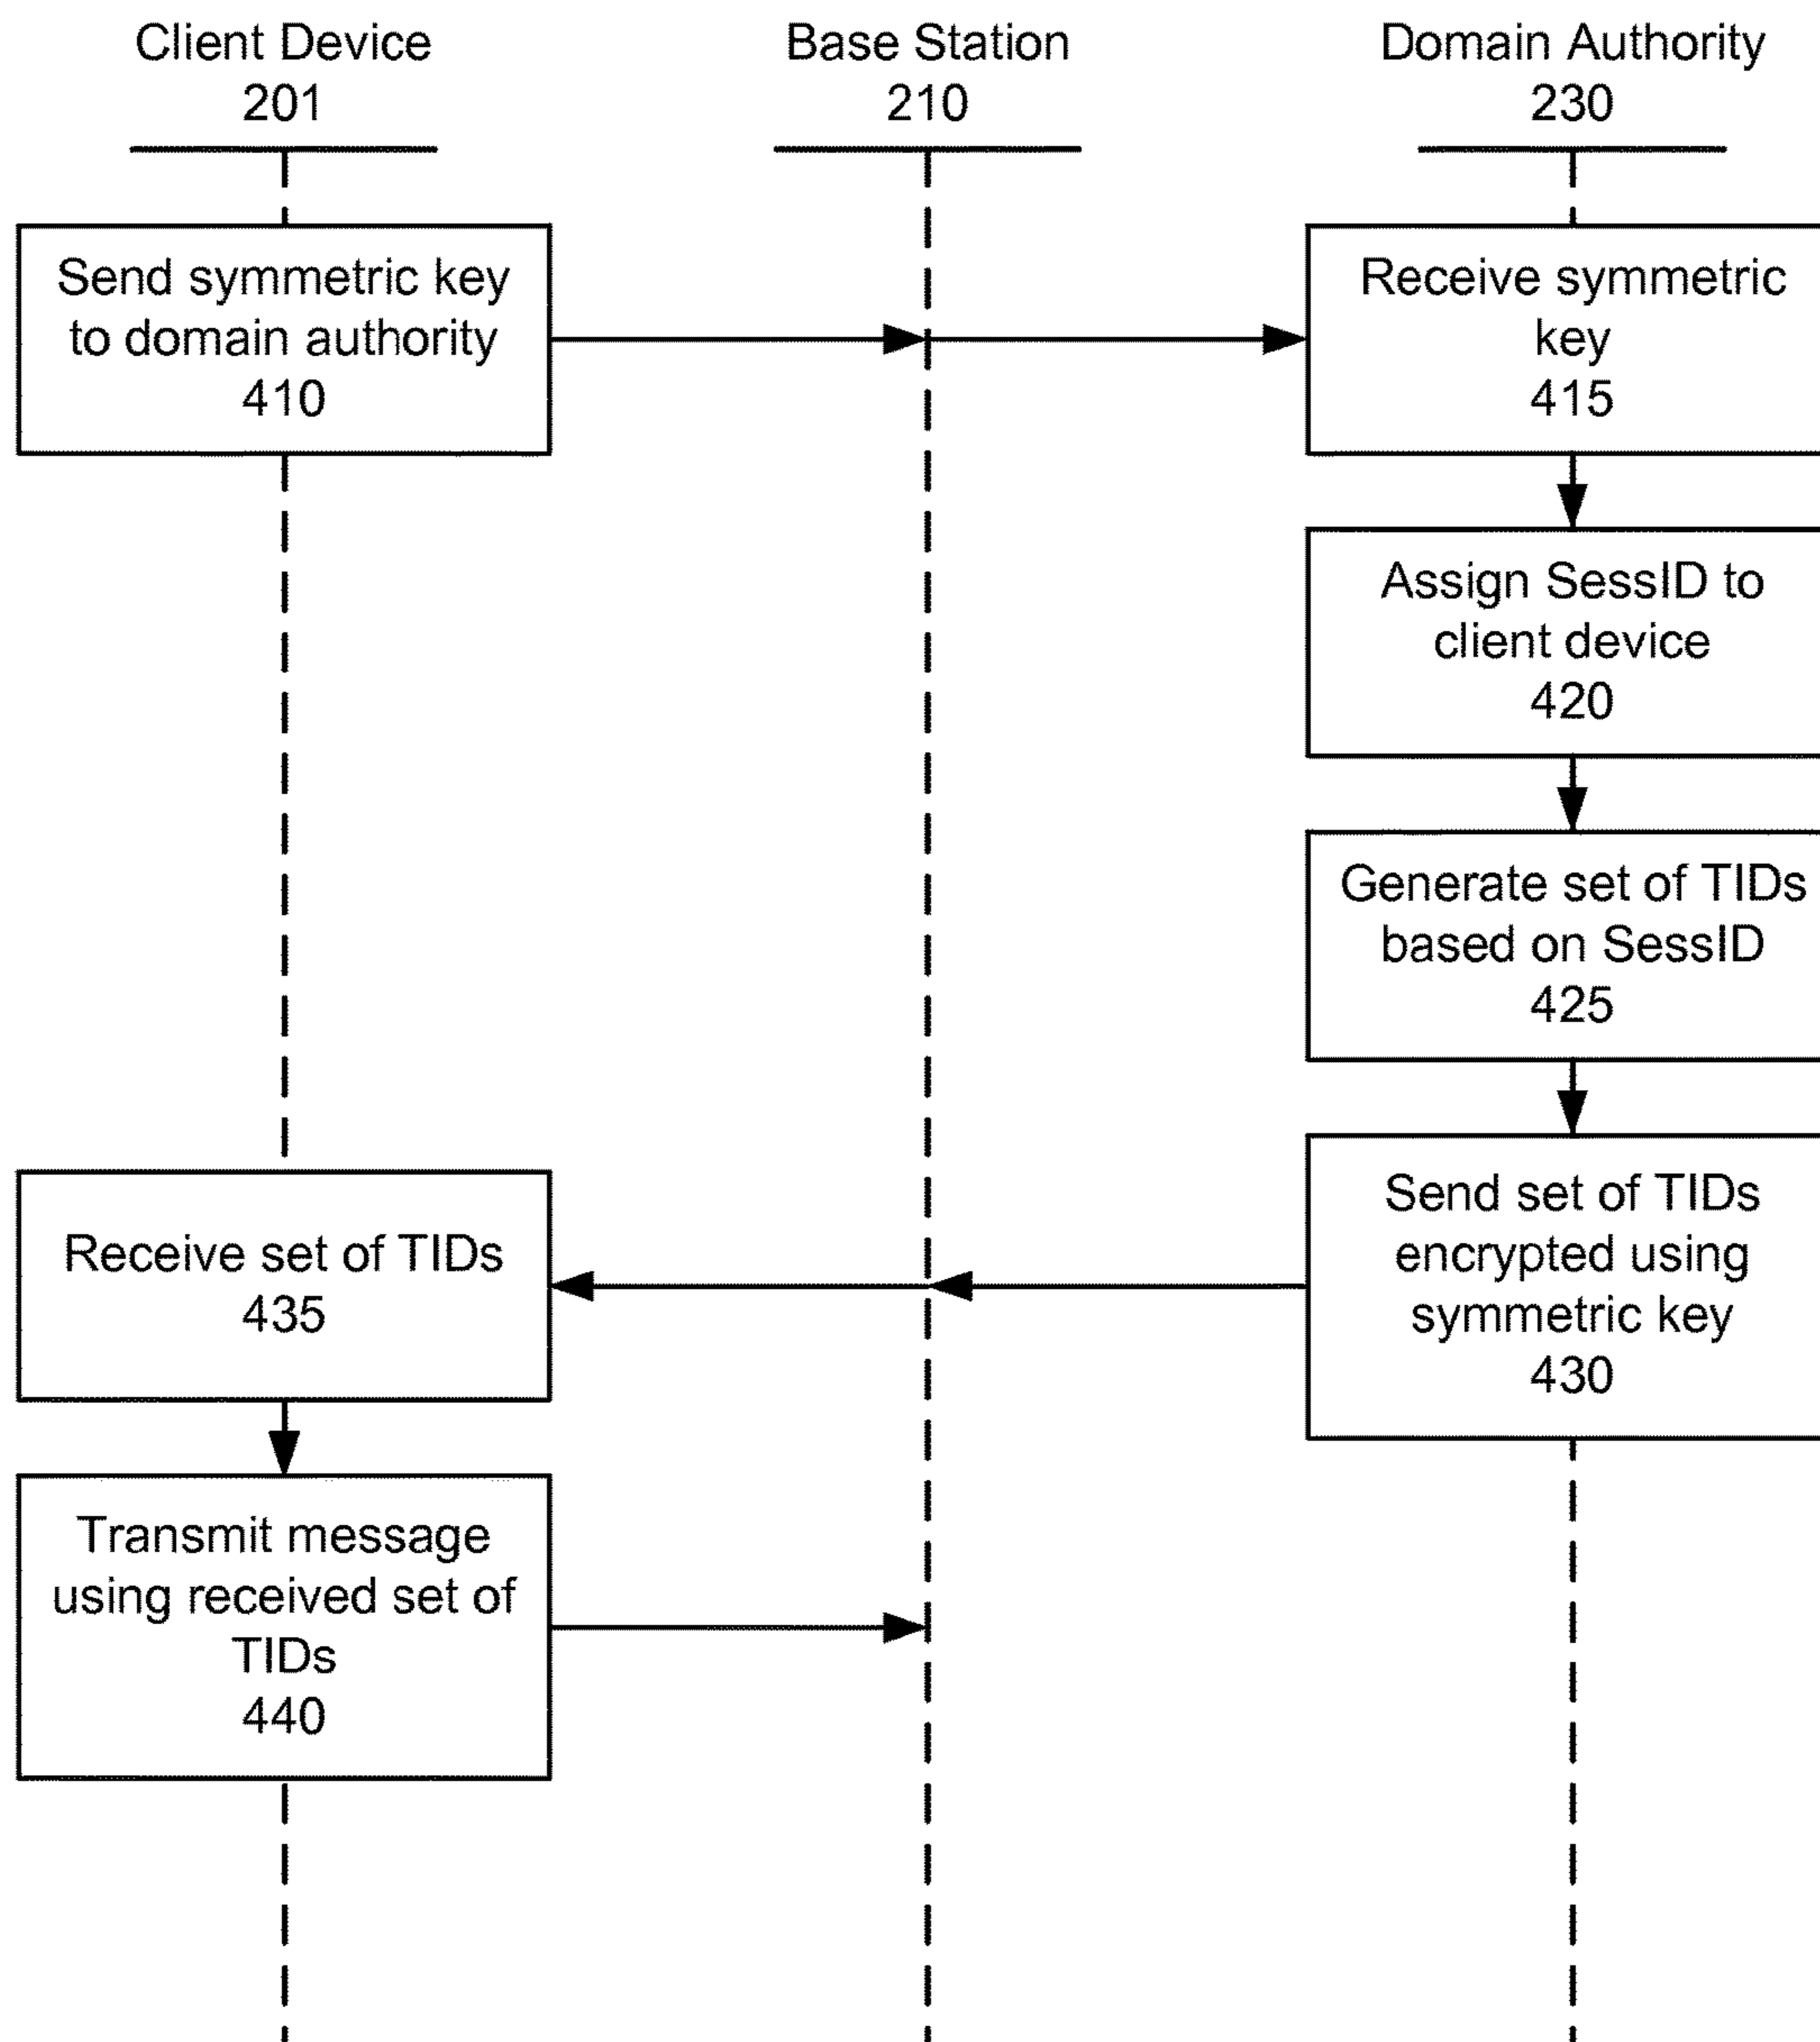 Client Device
201
Base Station
210
Domain Authority
230
Send symmetric key
to domain authority
410
Receive symmetric
key
415
Assign SessID to
client device
420
Generate set of TIDs
based on SessID
425
Send set of TIDs
encrypted using
symmetric key
430
Receive set of TIDs
435
Transmit message
using received set of
TIDs
440